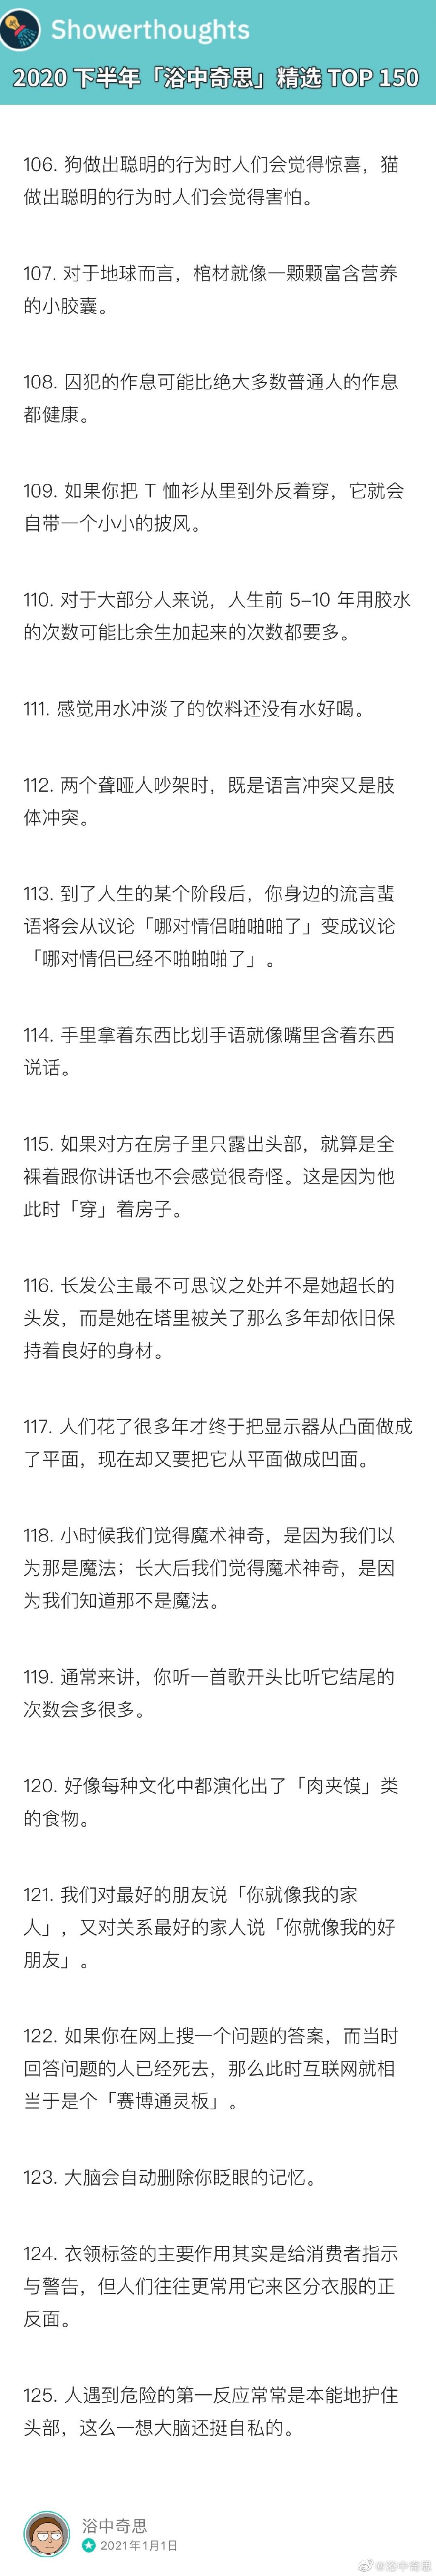 Showerthoughts
2020 下半年「浴中奇思」精选 TOP 150
106. 狗做出聪明的行为时人们会觉得惊喜，猫
做出聪明的行为时人们会觉得害怕。
107. 对于地球而言，棺材就像一颗颗富含营养
的小胶囊。
108. 囚犯的作息可能比绝大多数普通人的作息
都健康。
109. 如果你把 T 恤衫从里到外反着穿，它就会
自带一个小小的披风。
110. 对于大部分人来说，人生前 5-10 年用胶水
的次数可能比余生加起来的次数都要多。
111. 感觉用水冲淡了的饮料还没有水好喝。
112. 两个聋哑人吵架时，既是语言冲突又是肢
体冲突。
113. 到了人生的某个阶段后，你身边的流言蜚
语将会从议论「哪对情侣啪啪啪了」变成议论
「哪对情侣已经不啪啪啪了」。
114. 手里拿着东西比划手语就像嘴里含着东西
说话。
115. 如果对方在房子里只露出头部，就算是全
裸着跟你讲话也不会感觉很奇怪。这是因为他
此时「穿」着房子。
116. 长发公主最不可思议之处并不是她超长的
头发，而是她在塔里被关了那么多年却依旧保
持着良好的身材。
117. 人们花了很多年才终于把显示器从凸面做成
了平面，现在却又要把它从平面做成凹面。
118. 小时候我们觉得魔术神奇，是因为我们以
为那是魔法；长大后我们觉得魔术神奇，是因
为我们知道那不是魔法。
119. 通常来讲，你听一首歌开头比听它结尾的
次数会多很多。
120. 好像每种文化中都演化出了「肉夹馍」类
的食物。
121. 我们对最好的朋友说「你就像我的家
人」，又对关系最好的家人说「你就像我的好
朋友」。
122. 如果你在网上搜一个问题的答案，而当时
回答问题的人已经死去，那么此时互联网就相
当于是个「赛博通灵板」。
123. 大脑会自动删除你眨眼的记忆。
124. 衣领标签的主要作用其实是给消费者指示
与警告，但人们往往更常用它来区分衣服的正
反面。
125. 人遇到危险的第一反应常常是本能地护住
头部，这么一想大脑还挺自私的。
浴中奇思
2021年1月1日
@浴中奇思